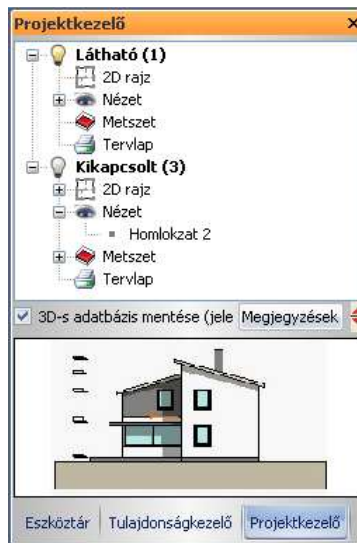 Projektkezelő
Látható (1)
2D rajz
Nézet
Metszet
Tervlap
Kikapcsolt (3)
2D rajz
Nézet
Homlokzat 2
Metszet
Tervlap
3D-s adatbázis mentése (jele Megjegyzések
Eszköztár Tulajdonságkezelő Projektkezelő